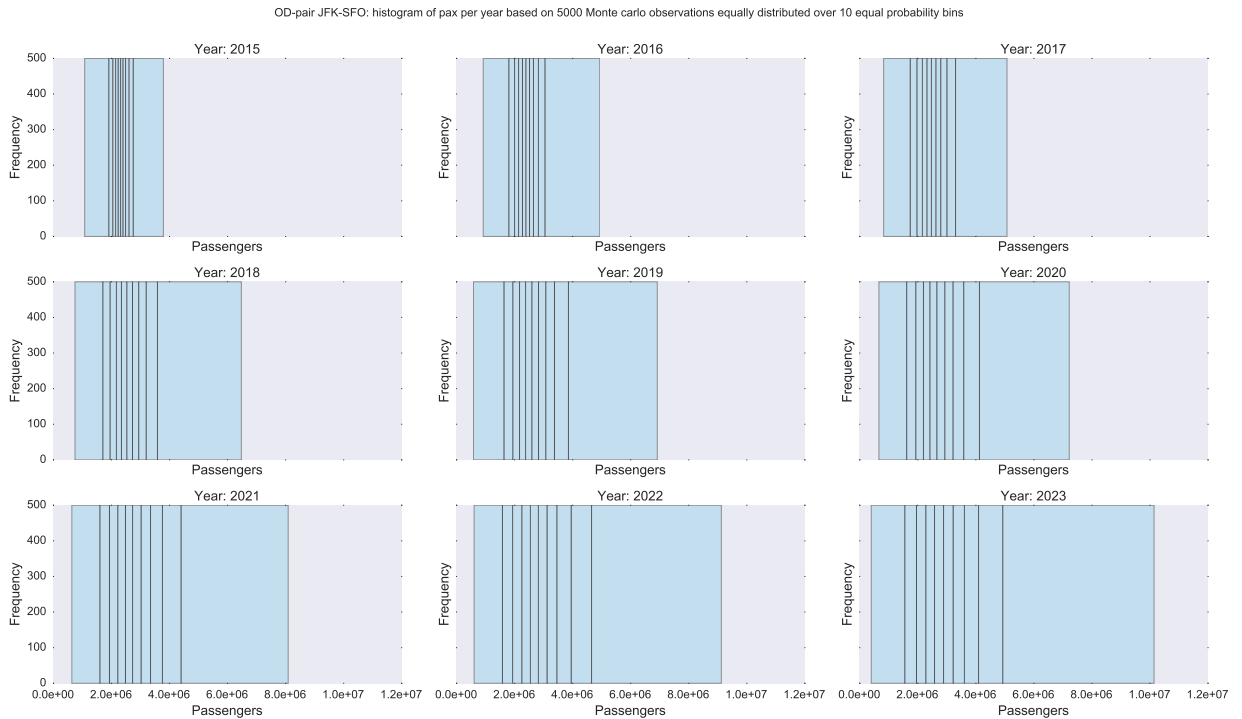 OD-pair JFK-SFO: histogram of pax per year based on 5000 Monte carlo observations equally distributed over 10 equal probability bins
Year: 2015
Year: 2016
Year: 2017
500
400
300
200
100
0
Frequency
Frequency
Frequency
Passengers
Passengers
Passengers
Year: 2018
Year: 2019
Year: 2020
500
400
300
200
100
0
Frequency
Frequency
Frequency
Passengers
Passengers
Passengers
Year: 2021
Year: 2022
Year: 2023
500
400
300
200
100
0
Frequency
Frequency
Frequency
0.0e+00 2.0e+06 4.0e+06 6.0e+06 8.0e+06 1.0e+07 1.2e+07
0.0e+00 2.0e+06 4.0e+06 6.0e+06 8.0e+06 1.0e+07 1.2e+07
0.0e+00 2.0e+06 4.0e+06 6.0e+06 8.0e+06 1.0e+07 1.2e+07
Passengers
Passengers
Passengers